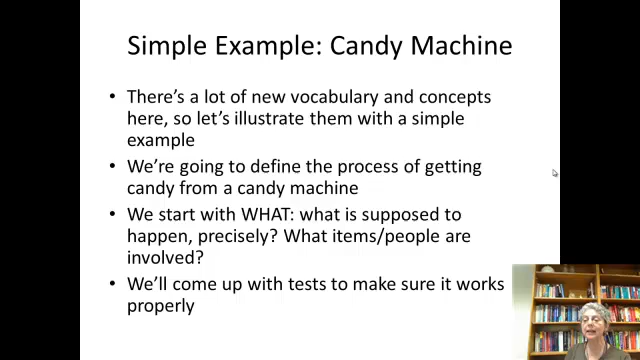 Simple Example: Candy Machine
• There's a lot of new vocabulary and concepts
here, so let's illustrate them with a simple
example
• We're going to define the process of getting
candy from a candy machine
• We start with WHAT: what is supposed to
happen, precisely? What items/people are
involved?
• We'll come up with tests to make sure it works
properly